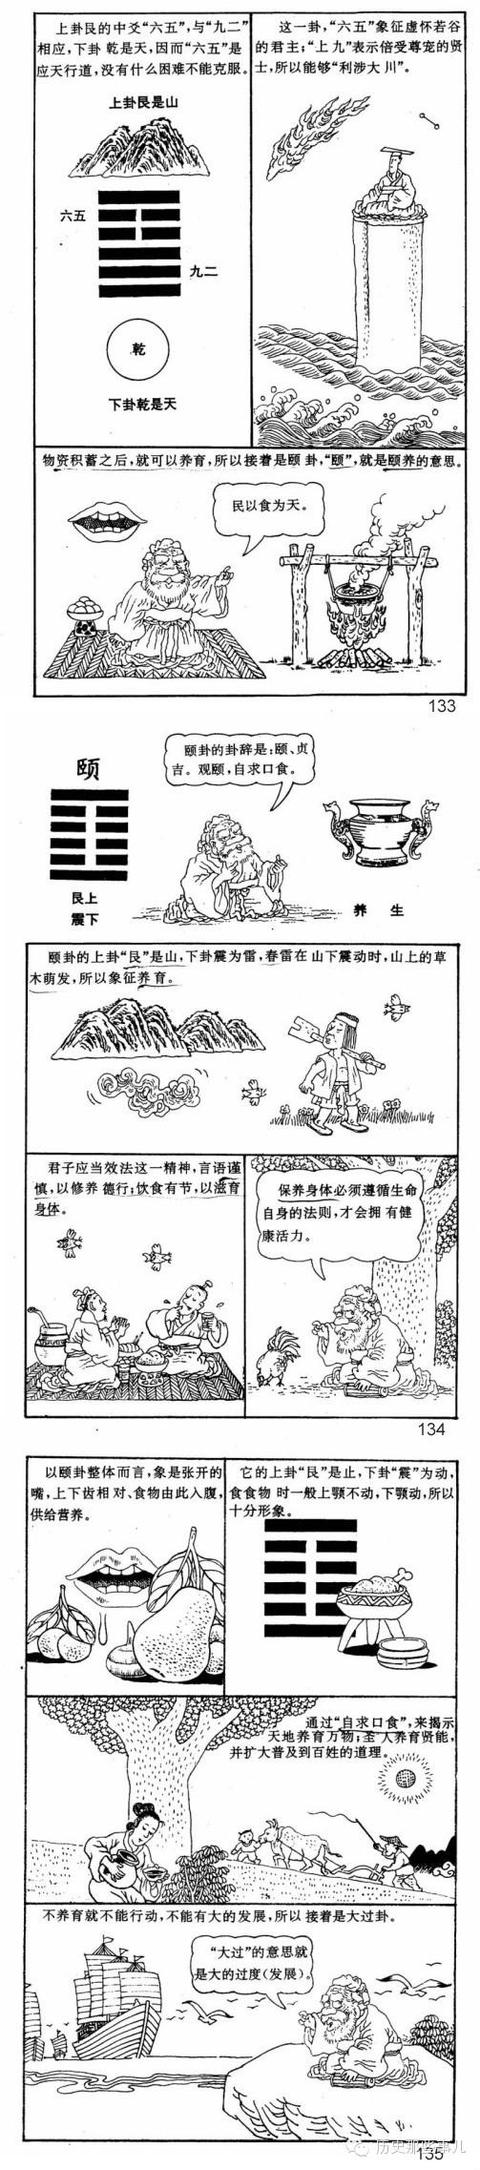 上卦艮的中爻“六五”,与“九二”
相应,下卦 乾是天,因而“六五”是
应天行道,没有什么困难不能克服。
上卦艮是山
六五
九二
乾
下卦乾是天
这一卦,“六五”象征虚怀若谷
的君主;“上 九”表示倍受尊宠的贤
士,所以能够“利涉大 川”。
物资积蓄之后,就可以养育,所以接着是颐 卦,“颐”,就是颐养的意思。
民以食为天。
133
颐
艮上
震下
颐卦的卦辞是:颐、贞
吉。观颐,自求口食。
养 生
颐卦的上卦“艮”是山,下卦震为雷,春雷在 山下震动时,山上的草
木萌发,所以象征养育。
君子应当效法这一精神,言语谨
慎,以修养 德行;饮食有节,以滋育
身体。
保养身体必须遵循生命
自身的法则,才会拥 有健
康活力。
134
以颐卦整体而言,象是张开的
嘴,上下齿相 对、食物由此入腹,
供给营养。
它的上卦“艮”是止,下卦“震”为动,
食食物 时一般上颚不动,下颚动,所以
十分形象。
通过“自求口食”,来揭示
天地养育万物;圣 人养育贤能,
并扩大普及到百姓的道理。
不养育就不能行动,不能有大的发展,所以 接着是大过卦。
“大过”的意思就
是大的过度(发展)。
历史那些事儿
135